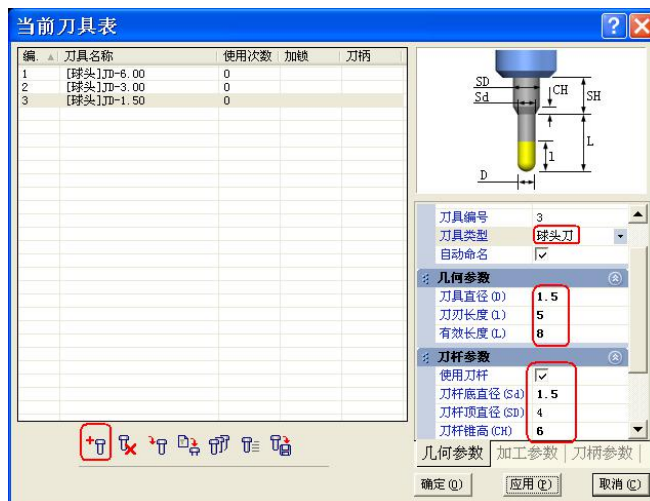 当前刀具表
编. 刀具名称 使用次数 加锁 刀柄
1 [球头]JD-6.00 0
2 [球头]JD-3.00 0
3 [球头]JD-1.50 0
SD
Sd
CH
SH
L
l
D
刀具编号 3
刀具类型 球头刀
自动命名
几何参数
刀具直径(D) 1.5
刀刃长度(l) 5
有效长度(L) 8
刀杆参数
使用刀杆
刀杆底直径(Sd) 1.5
刀杆顶直径(SD) 4
刀杆锥高(CH) 6
几何参数 加工参数 刀柄参数
确定(O) 应用(P) 取消(C)